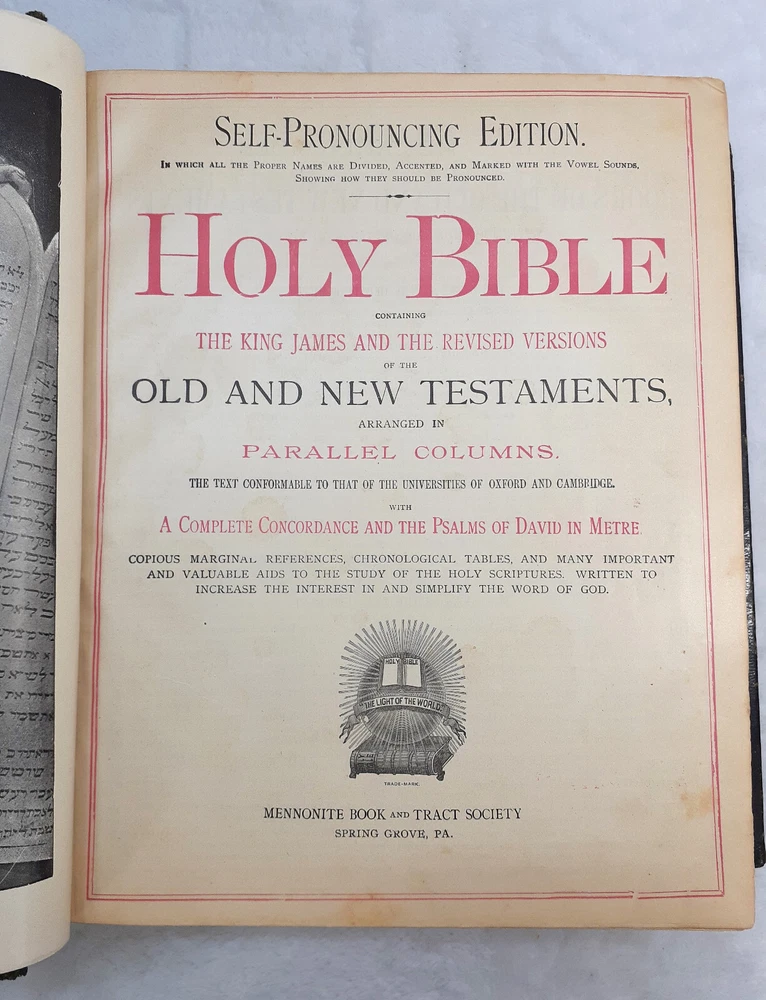 SELF-PRONOUNCING EDITION.
IN WHICH ALL THE PROPER NAMES ARE DIVIDED, ACCENTED, AND MARKED WITH THE VOWEL SOUNDS,
SHOWING HOW THEY SHOULD BE PRONOUNCED.
HOLY BIBLE
CONTAINING
THE KING JAMES AND THE REVISED VERSIONS
OF THE
OLD AND NEW TESTAMENTS,
ARRANGED IN
PARALLEL COLUMNS.
THE TEXT CONFORMABLE TO THAT OF THE UNIVERSITIES OF OXFORD AND CAMBRIDGE.
WITH
A COMPLETE CONCORDANCE AND THE PSALMS OF DAVID IN METRE
COPIOUS MARGINAL REFERENCES, CHRONOLOGICAL TABLES, AND MANY IMPORTANT
AND VALUABLE AIDS TO THE STUDY OF THE HOLY SCRIPTURES. WRITTEN TO
INCREASE THE INTEREST IN AND SIMPLIFY THE WORD OF GOD.
HOLY BIBLE
"THE LIGHT OF THE WORLD."
TRADE-MARK.
MENNONITE BOOK AND TRACT SOCIETY
SPRING GROVE, PA.